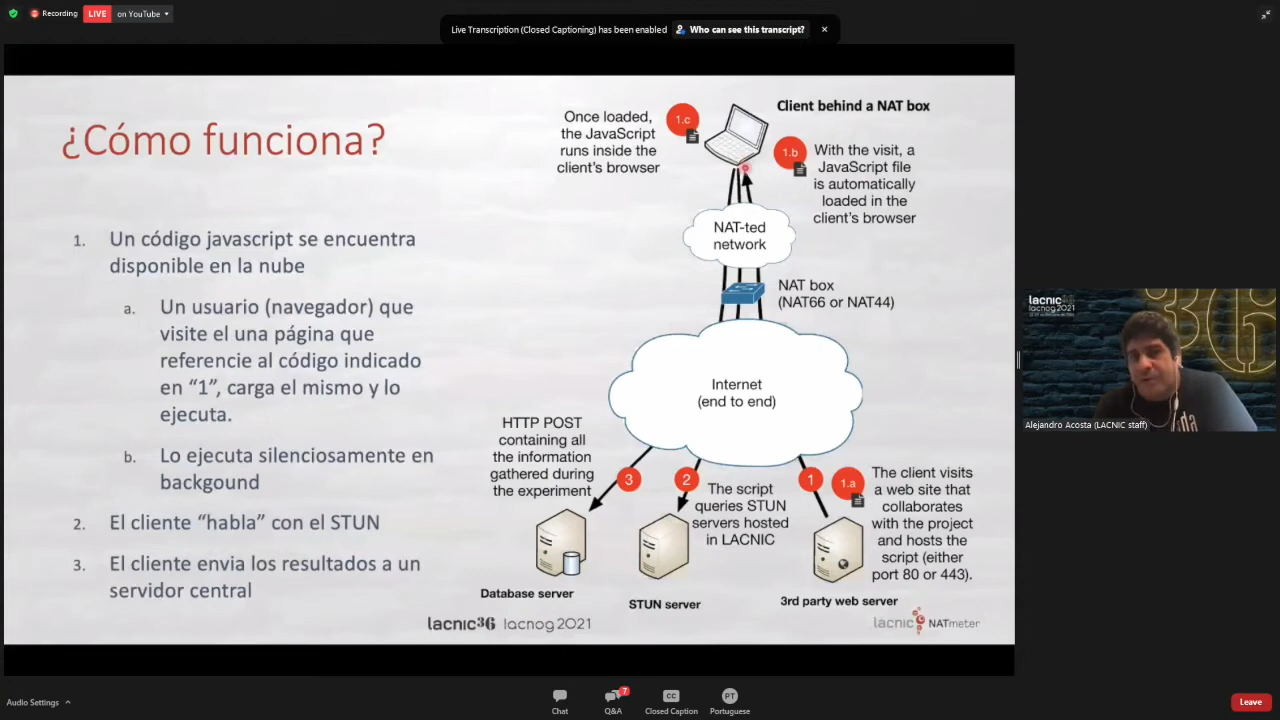 Recording
LIVE
on YouTube
Live Transcription (Closed Captioning) has been enabled
Who can see this transcript?
¿Cómo funciona?
1. Un código javascript se encuentra
disponible en la nube
a. Un usuario (navegador) que
visite el una página que
referencie al código indicado
en “1”, carga el mismo y lo
ejecuta.
b. Lo ejecuta silenciosamente en
backgound
2. El cliente “habla” con el STUN
3. El cliente envia los resultados a un
servidor central
Once loaded,
the JavaScript
runs inside the
client's browser
1.c
Client behind a NAT box
1.b
With the visit, a
JavaScript file
is automatically
loaded in the
client's browser
NAT-ted
network
NAT box
(NAT66 or NAT44)
Internet
(end to end)
HTTP POST
containing all
the information
gathered during
the experiment
3
2
The script
queries STUN
servers hosted
in LACNIC
1
1.a
The client visits
a web site that
collaborates
with the project
and hosts the
script (either
port 80 or 443).
Database server
STUN server
3rd party web server
lacnic36 lacnog2021
lacnic NATmeter
lacnic36
lacnog2021
36
Alejandro Acosta (LACNIC staff)
Audio Settings
Chat
7
Q&A
CC
Closed Caption
PT
Portuguese
Leave